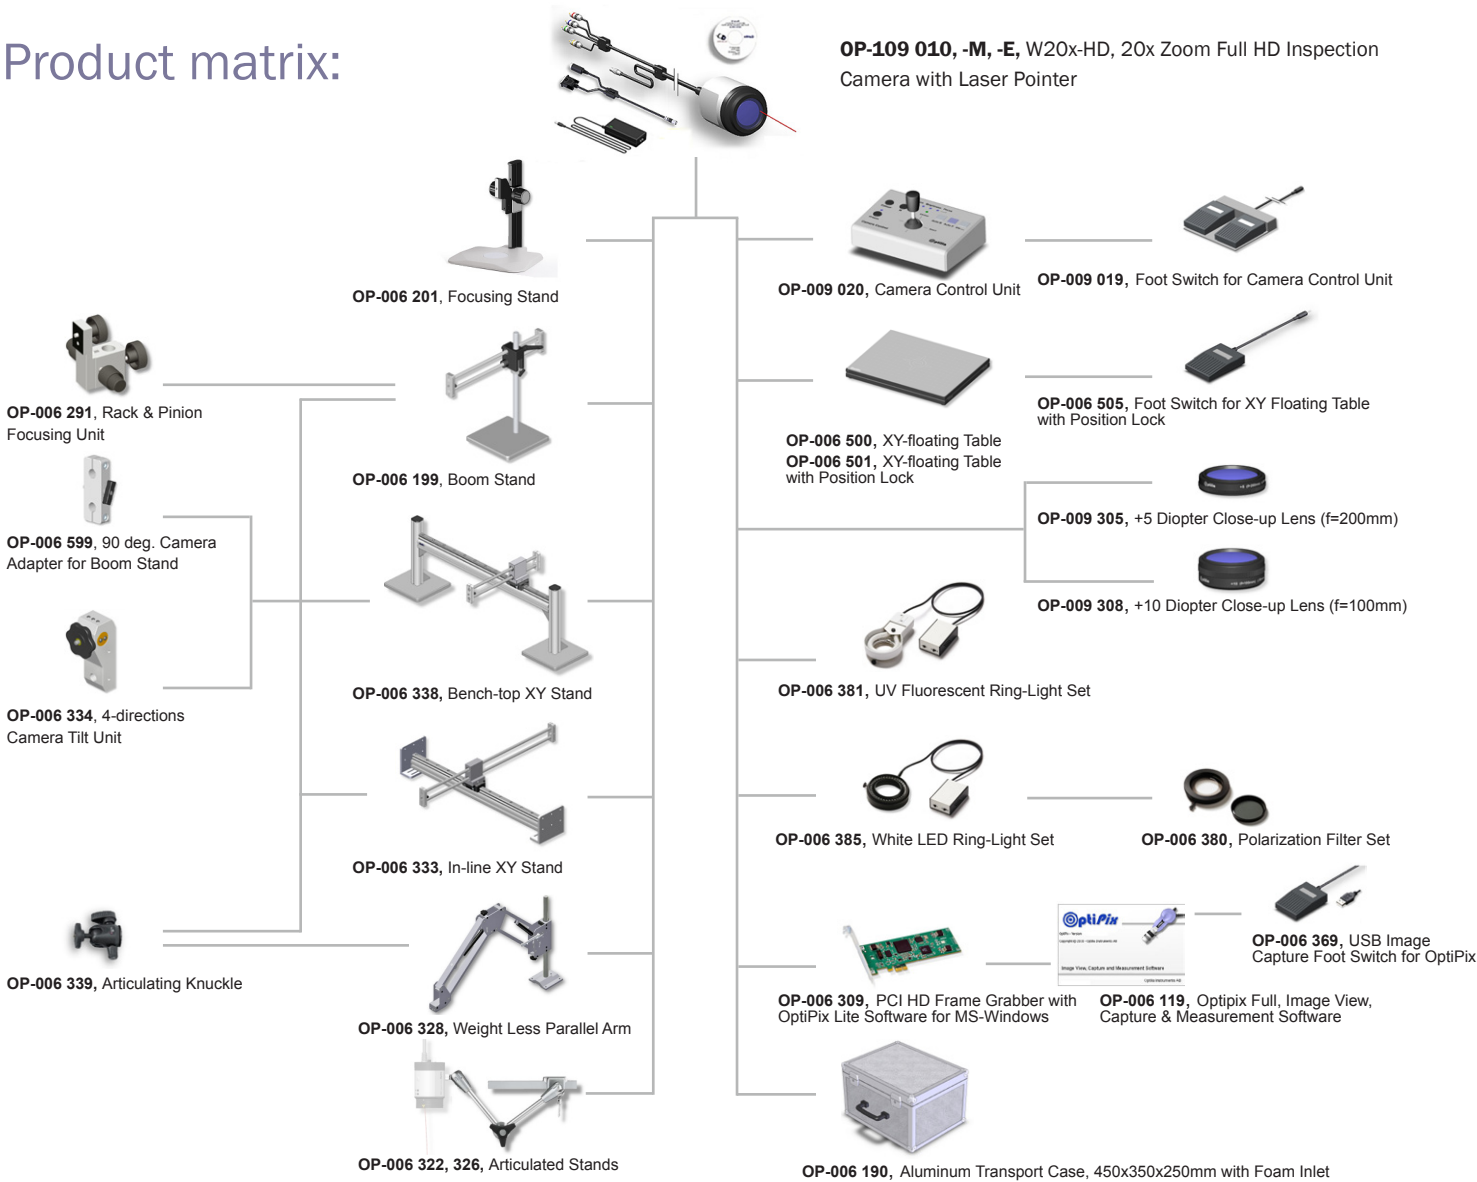 Product matrix:
OP-109 010, -M, -E, W20x-HD, 20x Zoom Full HD Inspection
Camera with Laser Pointer
OP-006 201, Focusing Stand
OP-009 020, Camera Control Unit
OP-009 019, Foot Switch for Camera Control Unit
OP-006 291, Rack & Pinion
Focusing Unit
OP-006 199, Boom Stand
OP-006 500, XY-floating Table
OP-006 501, XY-floating Table
with Position Lock
OP-006 505, Foot Switch for XY Floating Table
with Position Lock
OP-006 599, 90 deg. Camera
Adapter for Boom Stand
OP-009 305, +5 Diopter Close-up Lens (f=200mm)
OP-009 308, +10 Diopter Close-up Lens (f=100mm)
OP-006 334, 4-directions
Camera Tilt Unit
OP-006 338, Bench-top XY Stand
OP-006 381, UV Fluorescent Ring-Light Set
OP-006 333, In-line XY Stand
OP-006 385, White LED Ring-Light Set
OP-006 380, Polarization Filter Set
OptiPix
Image View, Capture and Measurement Software
OP-006 369, USB Image
Capture Foot Switch for OptiPix
OP-006 339, Articulating Knuckle
OP-006 328, Weight Less Parallel Arm
OP-006 309, PCI HD Frame Grabber with
OptiPix Lite Software for MS-Windows
OP-006 119, Optipix Full, Image View,
Capture & Measurement Software
OP-006 322, 326, Articulated Stands
OP-006 190, Aluminum Transport Case, 450x350x250mm with Foam Inlet